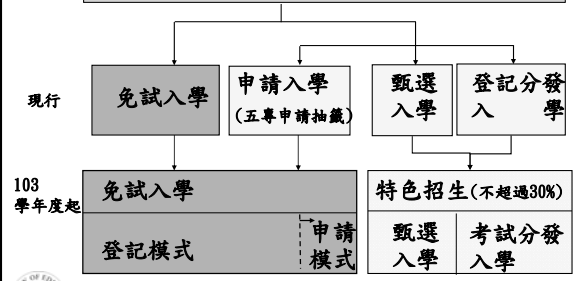 現行
免試入學
申請入學
(五專申請抽籤)
甄選
入學
登記分發
入 學
103
學年度起
免試入學
登記模式
申請
模式
特色招生(不超過30%)
甄選
入學
考試分發
入學
OF EDU